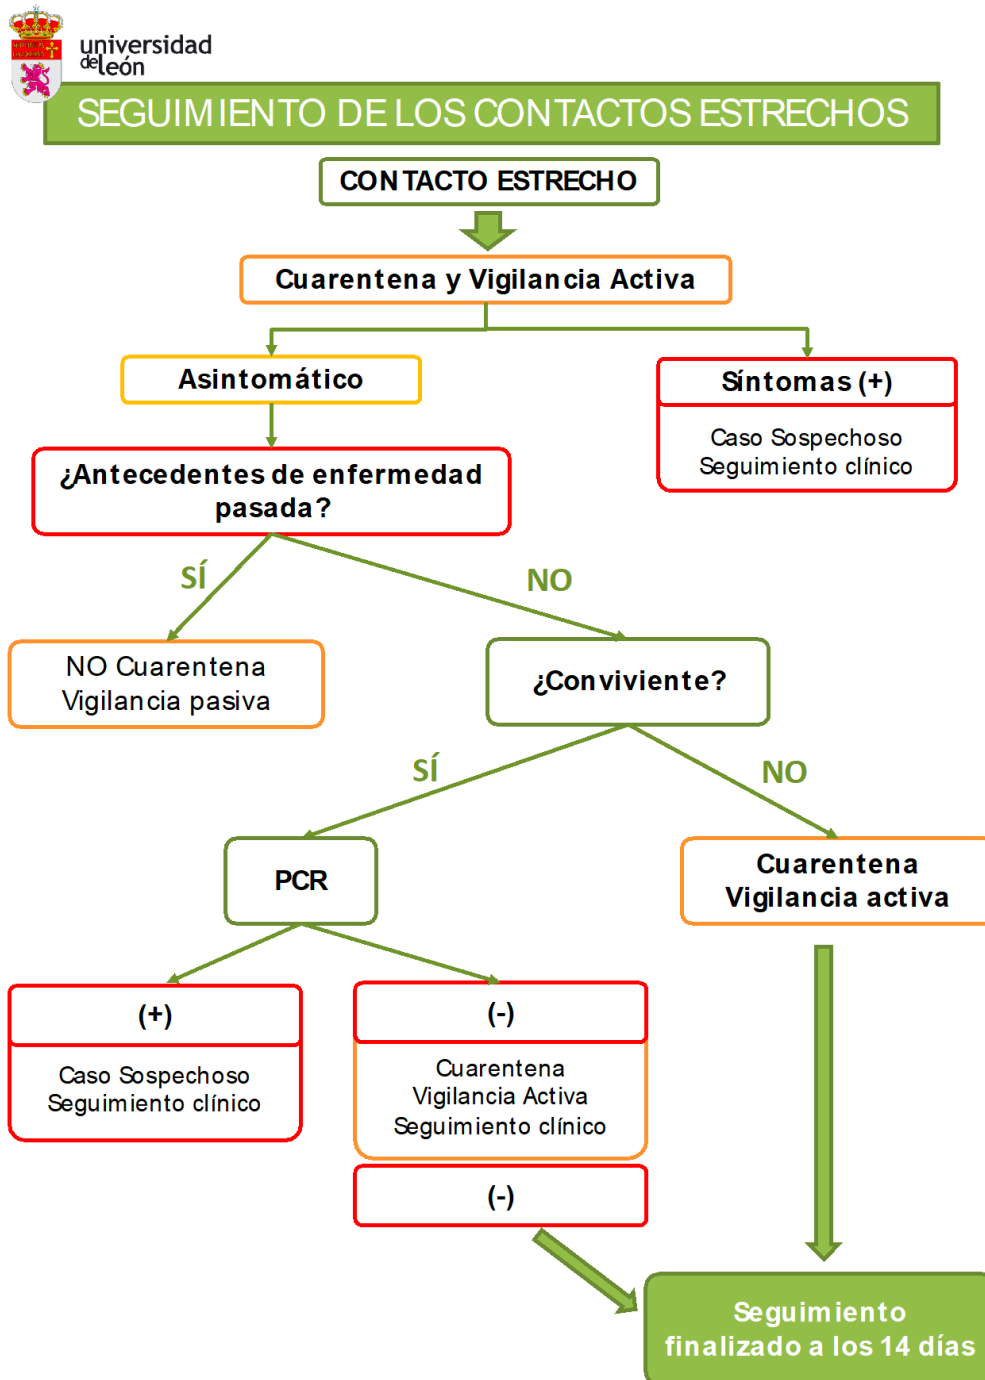 universidad
de león
SEGUIMIENTO DE LOS CONTACTOS ESTRECHOS
CONTACTO ESTRECHO
Cuarentena y Vigilancia Activa
Asintomático
Síntomas (+)
Caso Sospechoso
Seguimiento clínico
¿Antecedentes de enfermedad
pasada?
SÍ
NO
NO Cuarentena
Vigilancia pasiva
¿Conviviente?
SÍ
NO
PCR
Cuarentena
Vigilancia activa
(+)
Caso Sospechoso
Seguimiento clínico
(-)
Cuarentena
Vigilancia Activa
Seguimiento clínico
(-)
Seguimiento
finalizado a los 14 días